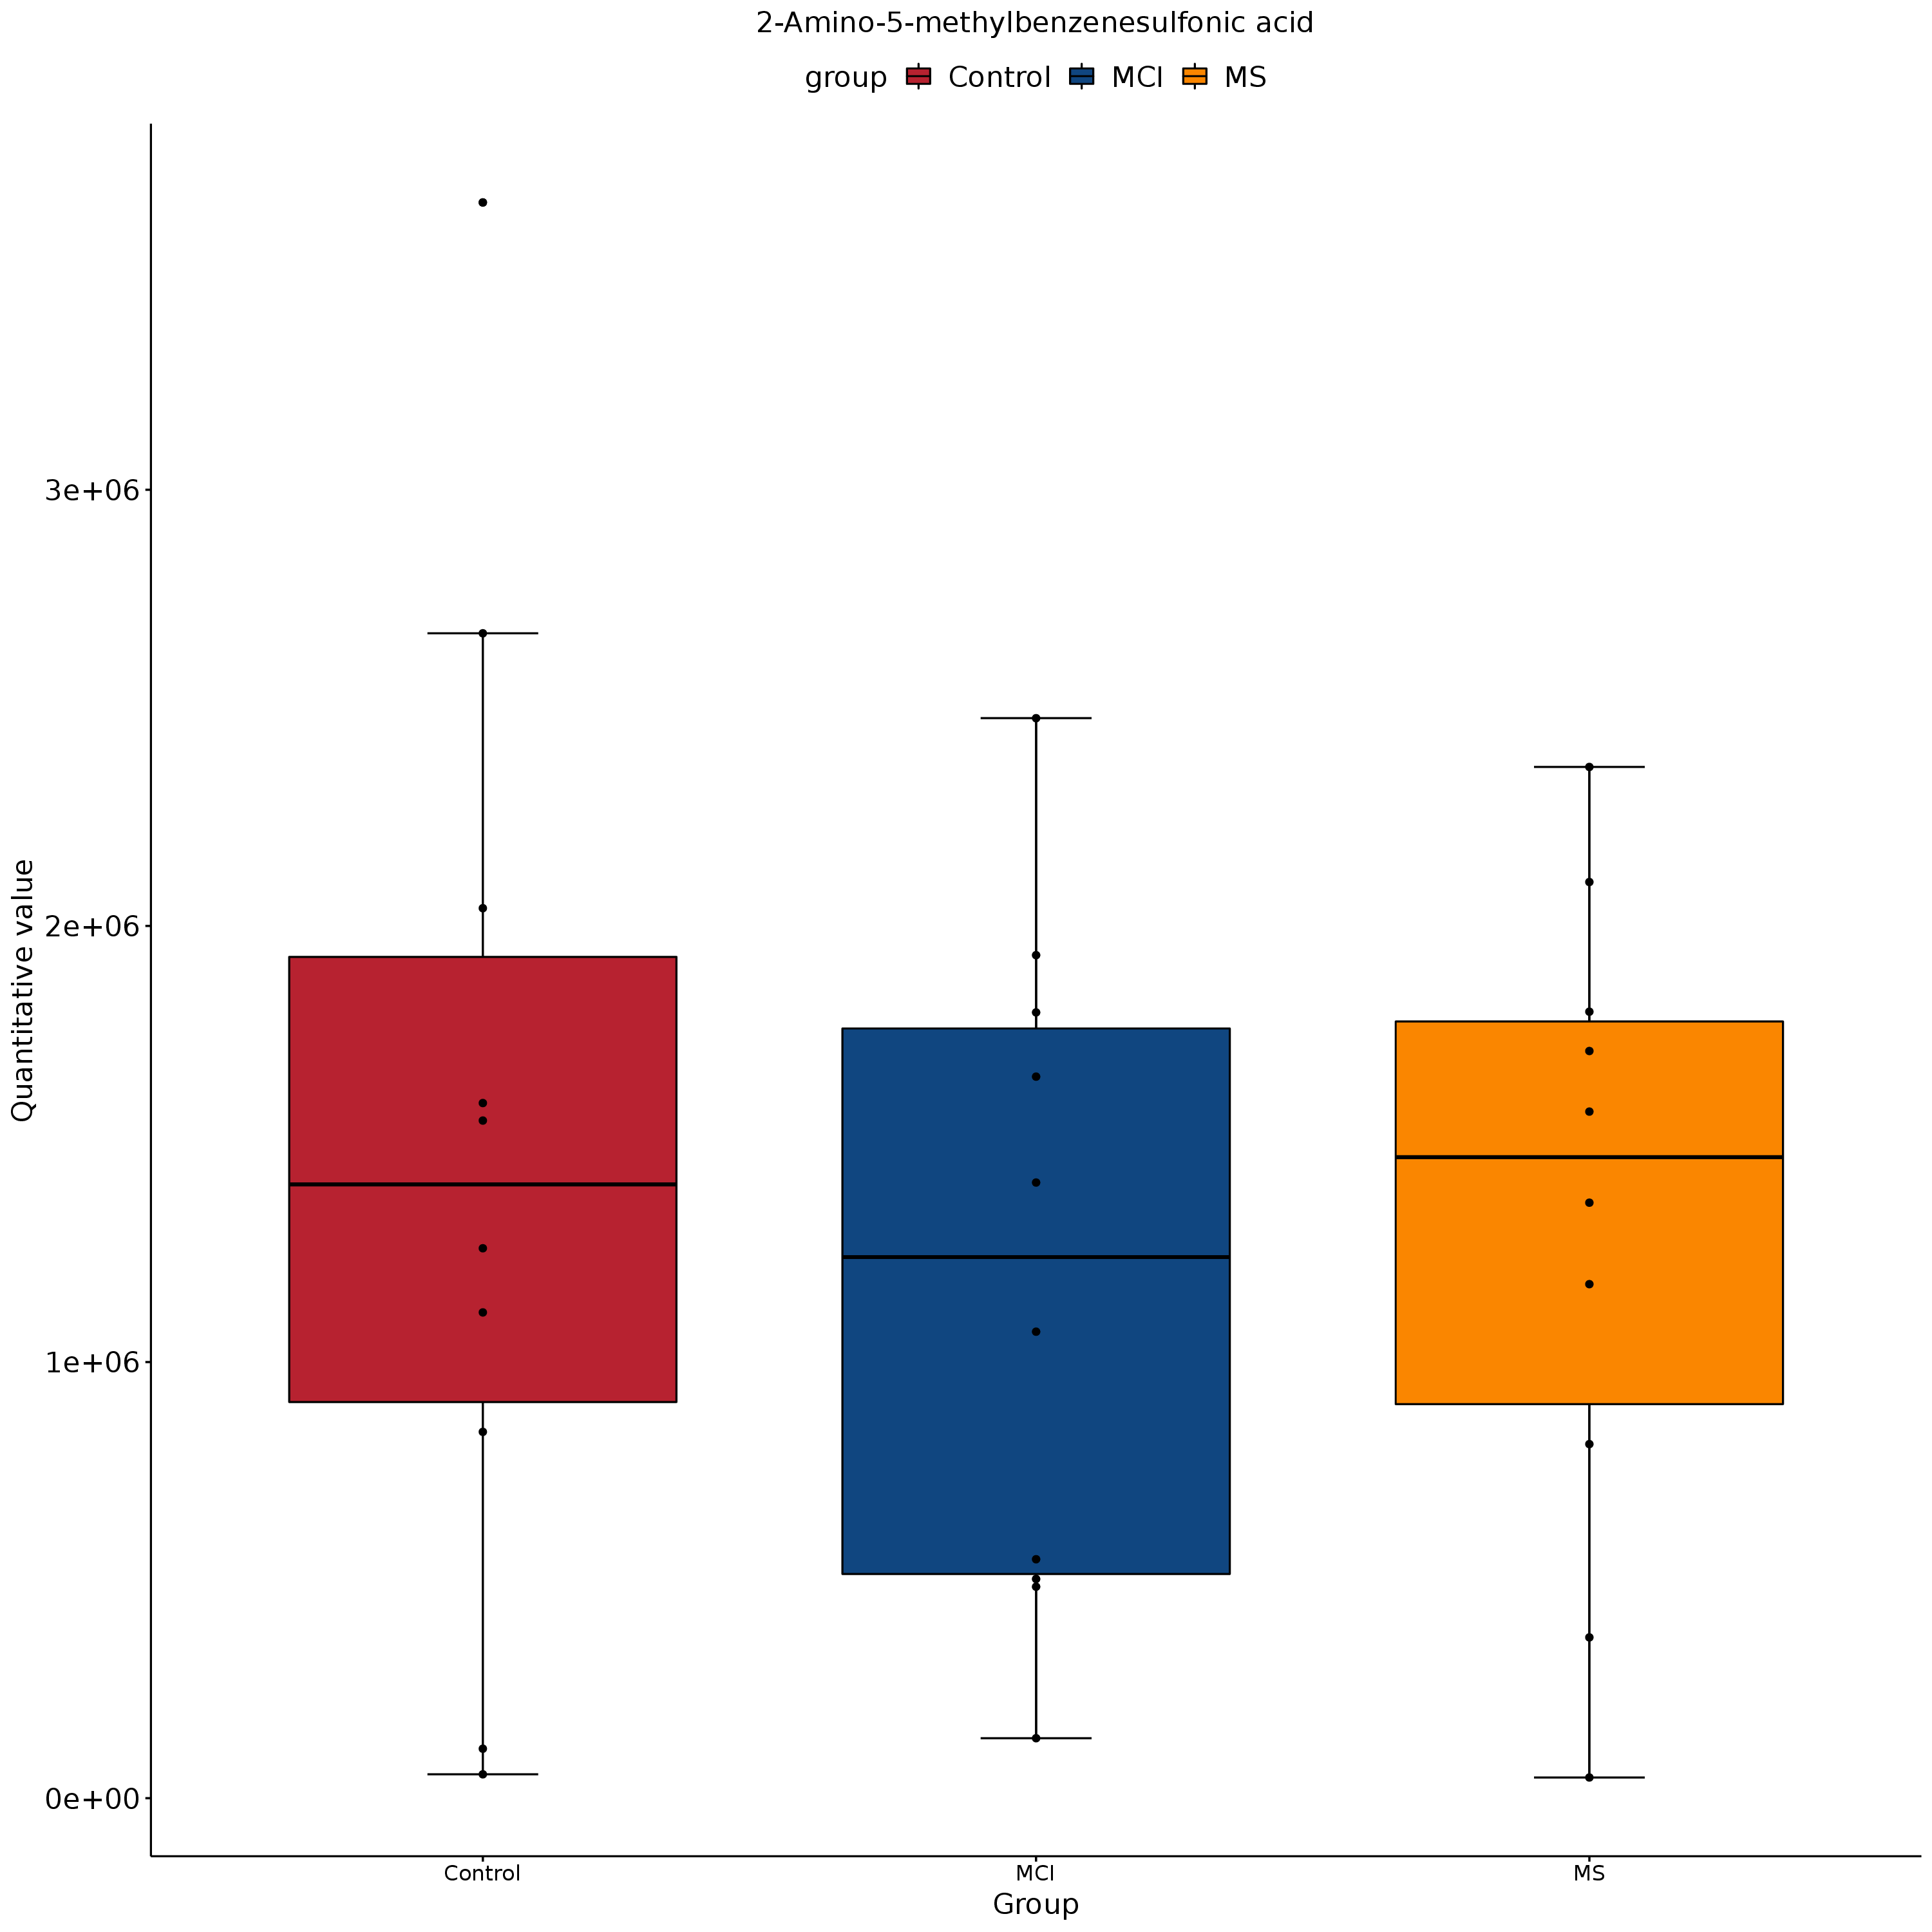 2-Amino-5-methylbenzenesulfonic acid
group Control MCI MS
Quantitative value
3e+06
2e+06
1e+06
0e+00
Control MCI MS
Group